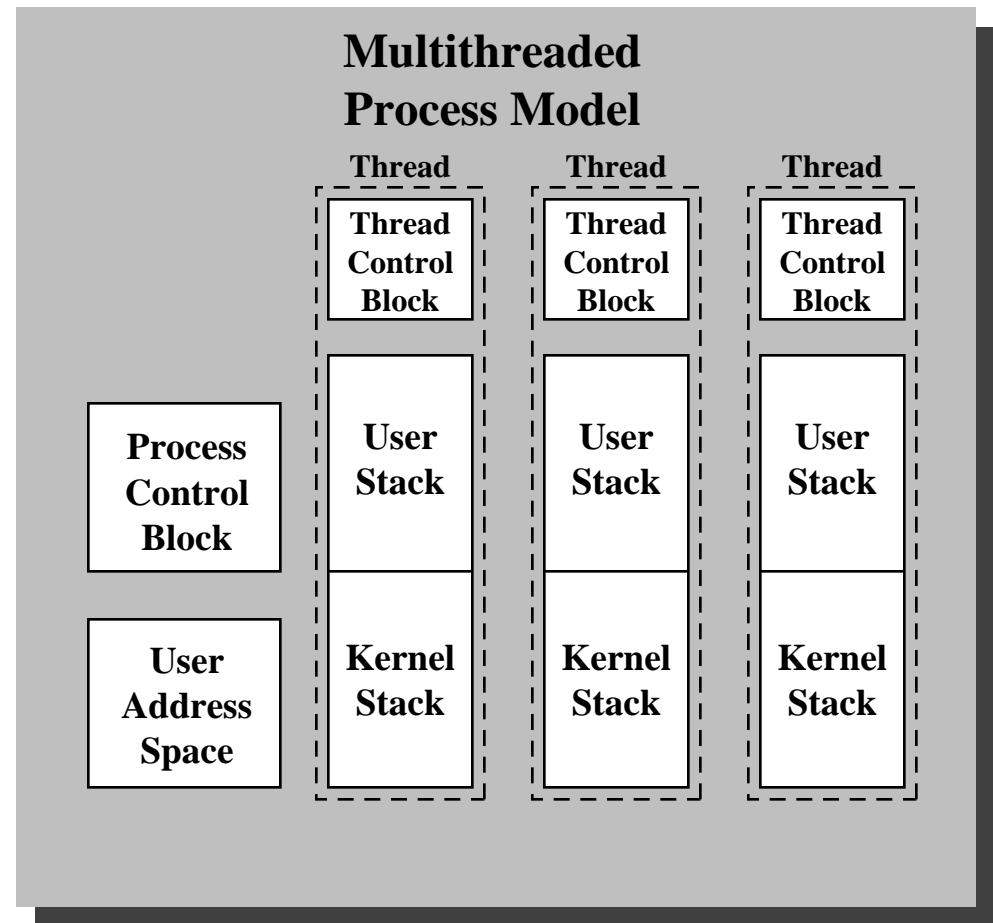 Multithreaded
Process Model
Thread
Thread
Control
Block
User
Stack
Kernel
Stack
Thread
Thread
Control
Block
User
Stack
Kernel
Stack
Thread
Thread
Control
Block
User
Stack
Kernel
Stack
Process
Control
Block
User
Address
Space